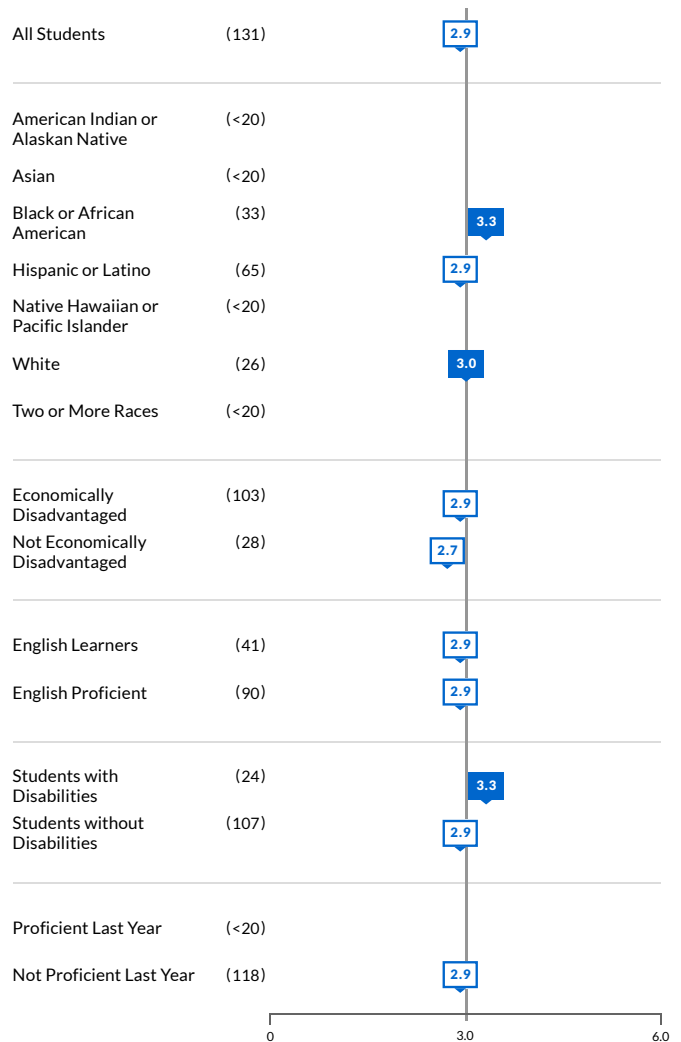 All Students (131) 2.9
American Indian or (<20)
Alaskan Native
Asian (<20)
Black or African (33) 3.3
American
Hispanic or Latino (65) 2.9
Native Hawaiian or (<20)
Pacific Islander
White (26) 3.0
Two or More Races (<20)
Economically (103) 2.9
Disadvantaged
Not Economically (28) 2.7
Disadvantaged
English Learners (41) 2.9
English Proficient (90) 2.9
Students with (24) 3.3
Disabilities
Students without (107) 2.9
Disabilities
Proficient Last Year (<20)
Not Proficient Last Year (118) 2.9
0 3.0 6.0